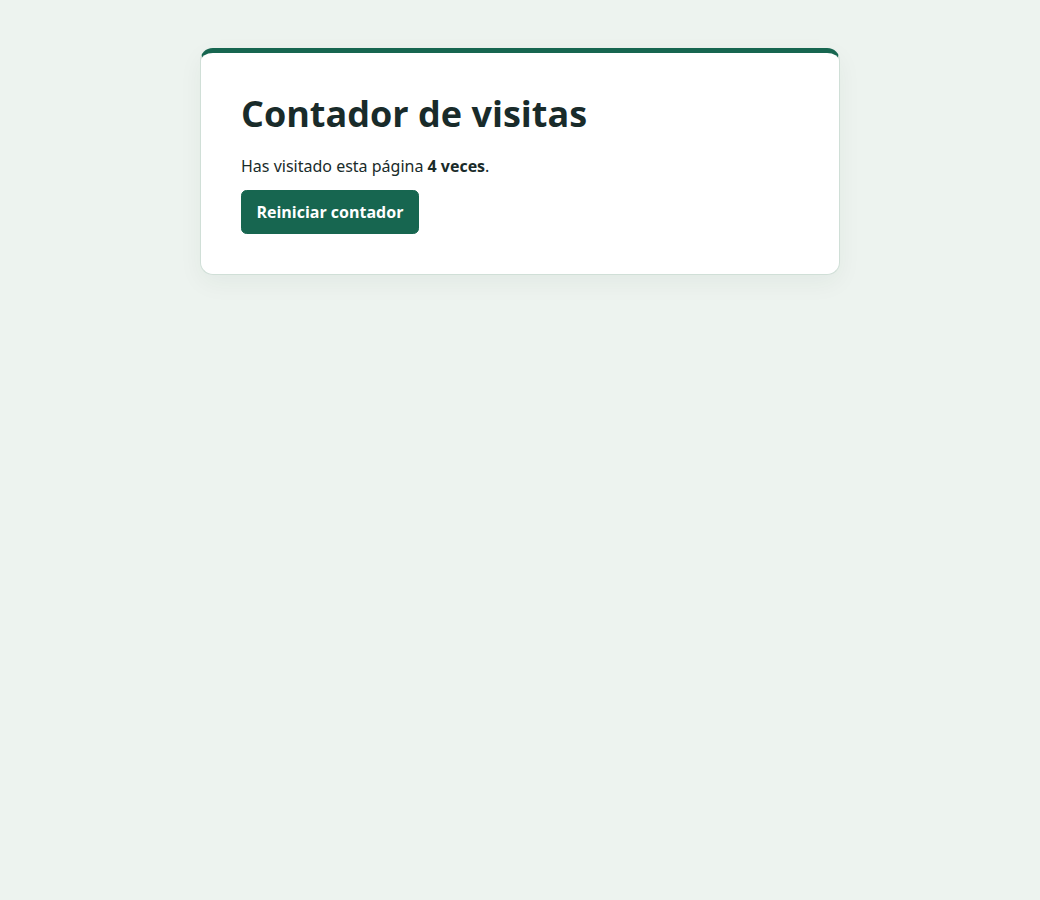 Contador de visitas
Has visitado esta página 4 veces.
Reiniciar contador